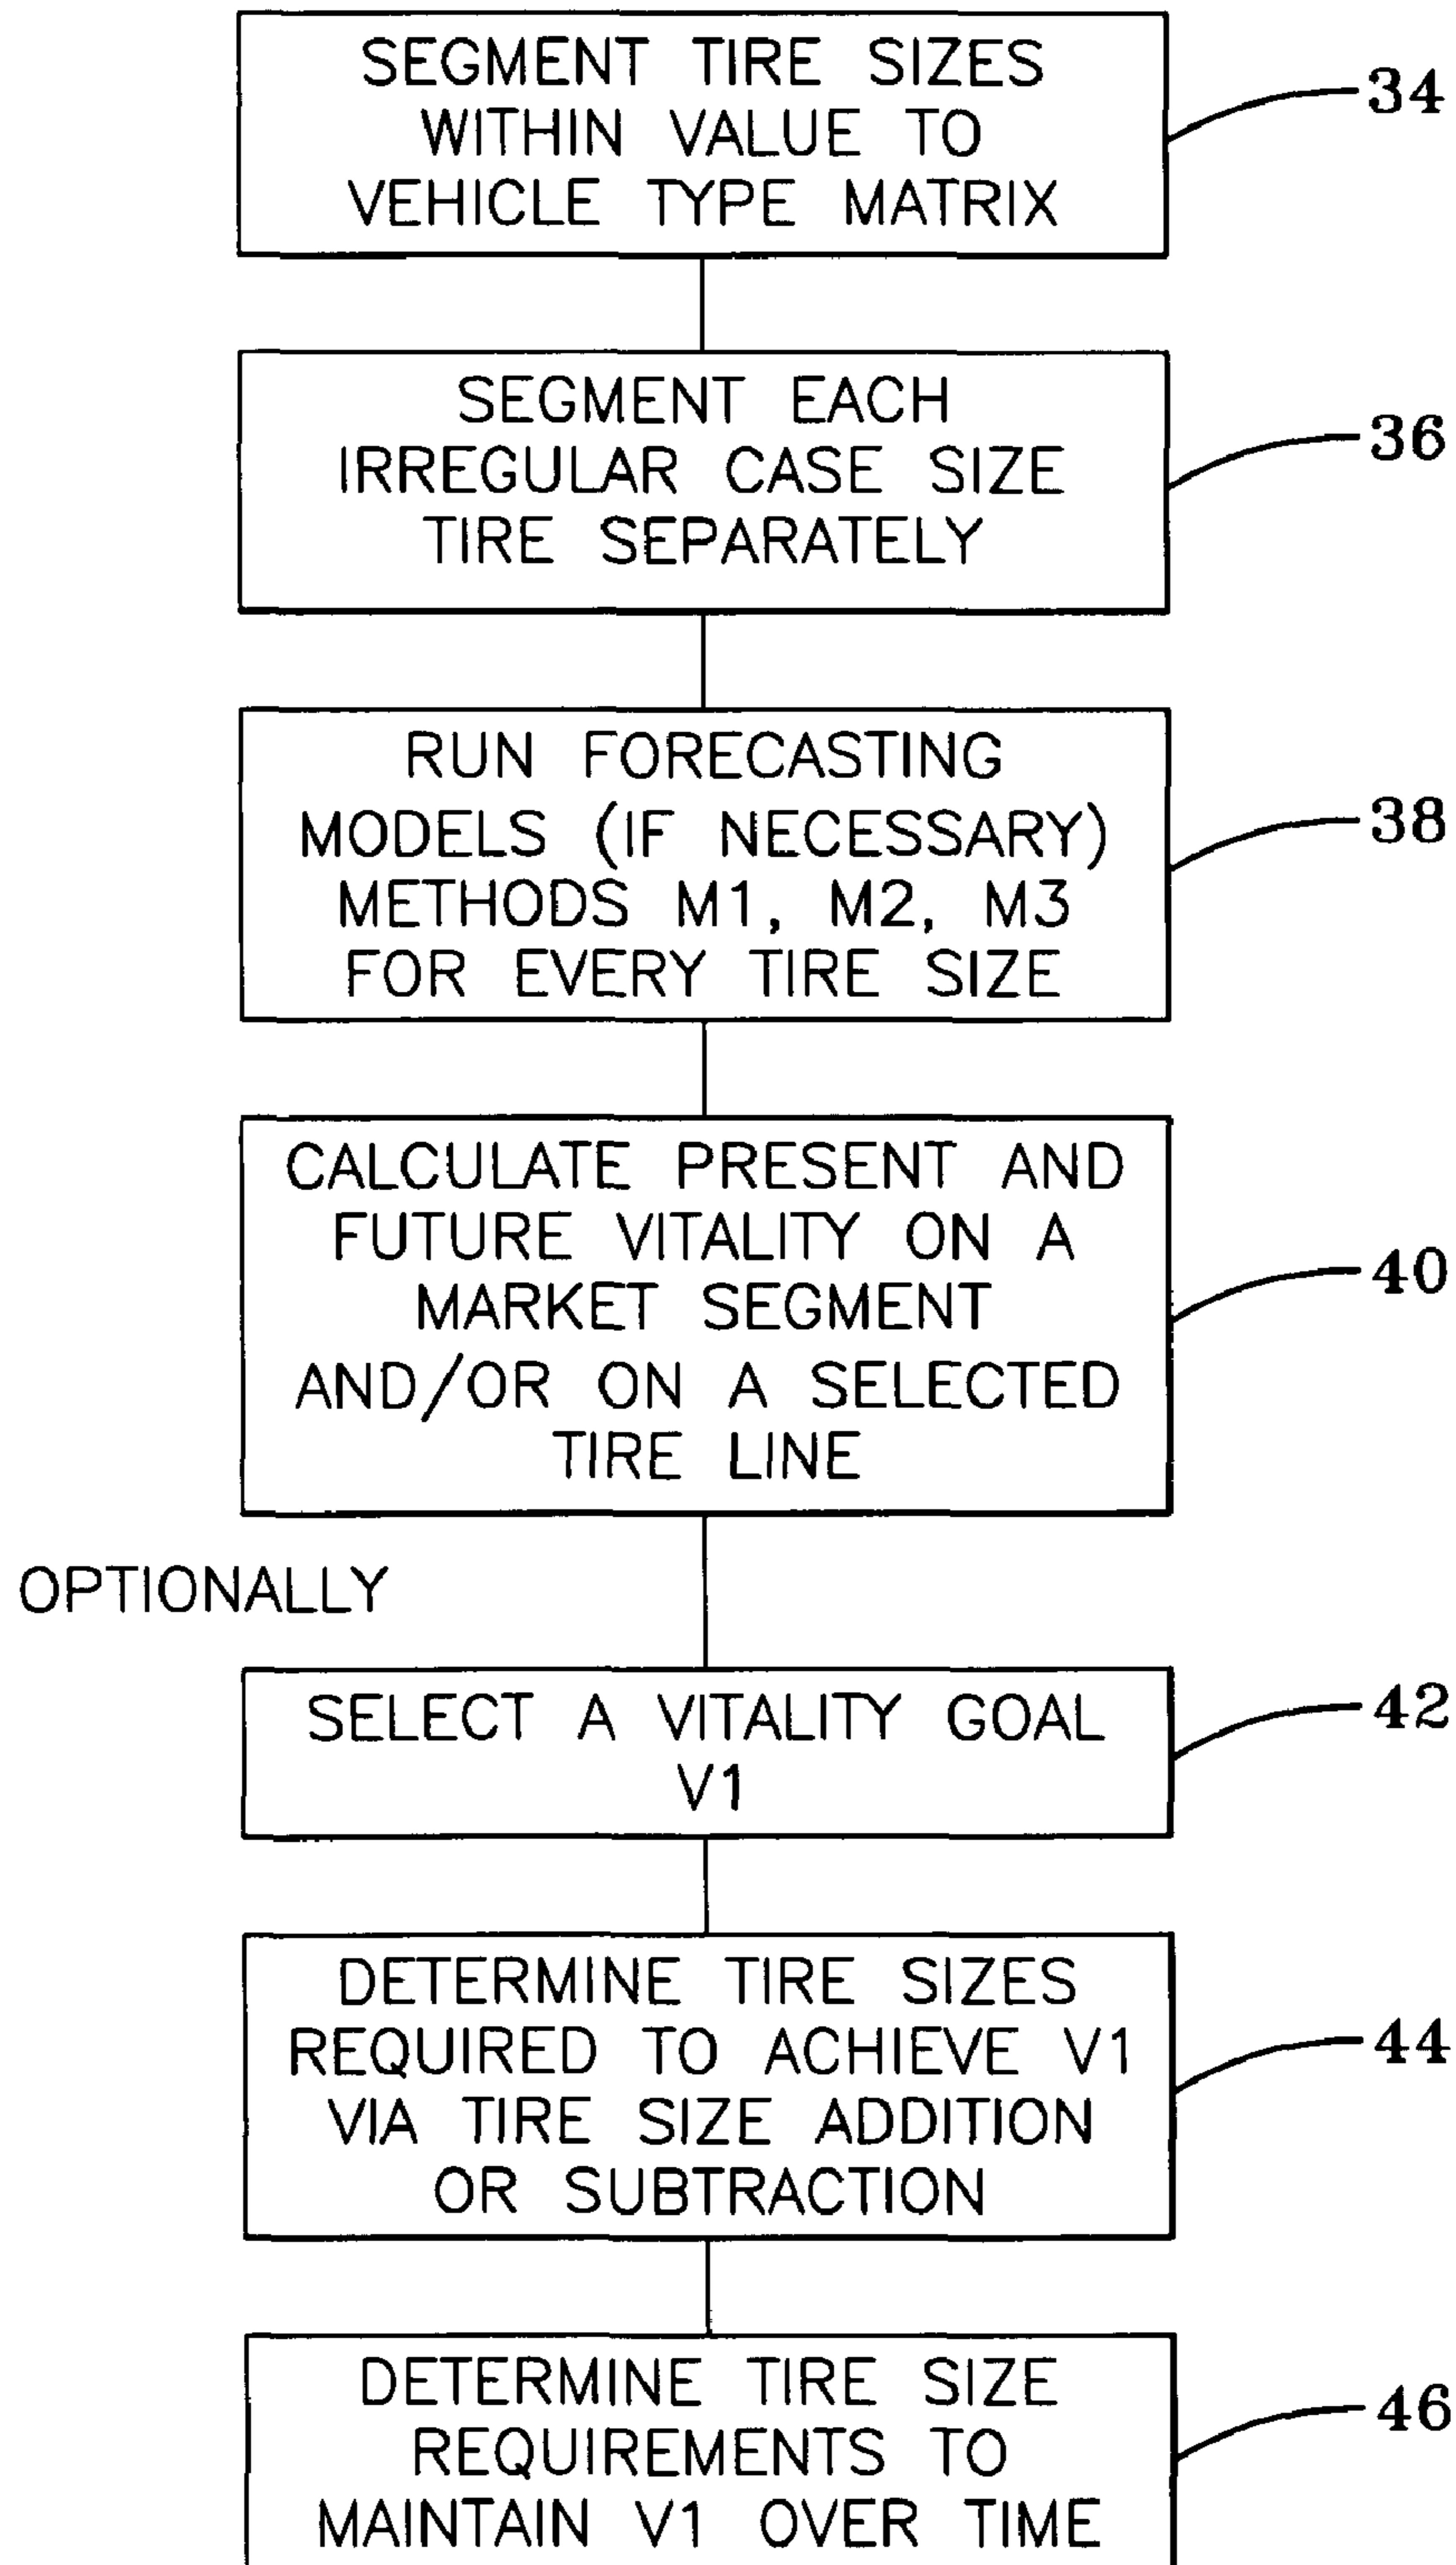 SEGMENT TIRE SIZES
WITHIN VALUE TO
VEHICLE TYPE MATRIX
34
SEGMENT EACH
IRREGULAR CASE SIZE
TIRE SEPARATELY
36
RUN FORECASTING
MODELS (IF NECESSARY)
METHODS M1, M2, M3
FOR EVERY TIRE SIZE
38
CALCULATE PRESENT AND
FUTURE VITALITY ON A
MARKET SEGMENT
AND/OR ON A SELECTED
TIRE LINE
40
OPTIONALLY
SELECT A VITALITY GOAL
V1
42
DETERMINE TIRE SIZES
REQUIRED TO ACHIEVE V1
VIA TIRE SIZE ADDITION
OR SUBTRACTION
44
DETERMINE TIRE SIZE
REQUIREMENTS TO
MAINTAIN V1 OVER TIME
46